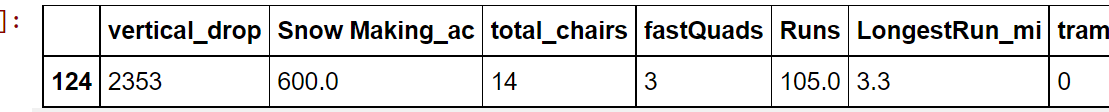 ]:
vertical_drop Snow Making_ac total_chairs fastQuads Runs LongestRun_mi tram
124 2353 600.0 14 3 105.0 3.3 0